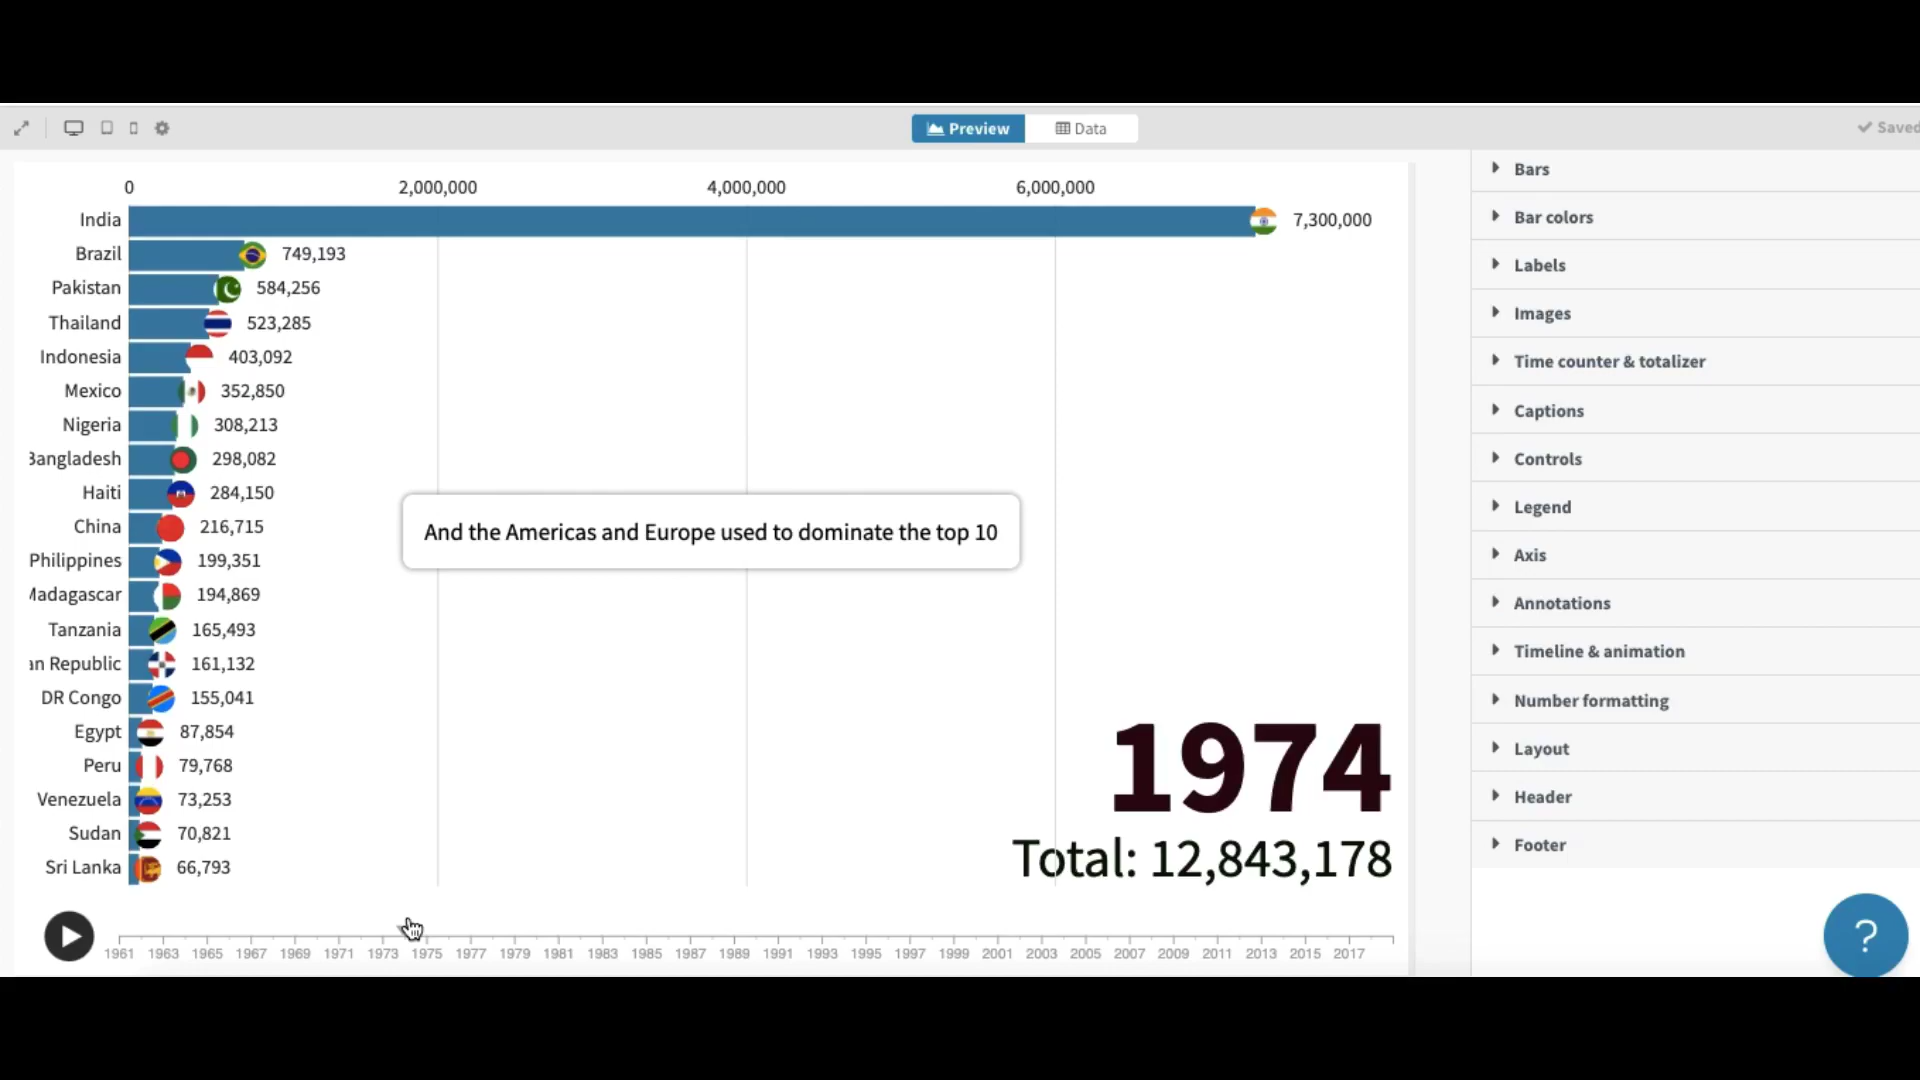 Preview
Data
Saved
0 2,000,000 4,000,000 6,000,000
India 7,300,000
Brazil 749,193
Pakistan 584,256
Thailand 523,285
Indonesia 403,092
Mexico 352,850
Nigeria 308,213
Bangladesh 298,082
Haiti 284,150
China 216,715
Philippines 199,351
Madagascar 194,869
Tanzania 165,493
an Republic 161,132
DR Congo 155,041
Egypt 87,854
Peru 79,768
Venezuela 73,253
Sudan 70,821
Sri Lanka 66,793
And the Americas and Europe used to dominate the top 10
1974
Total: 12,843,178
1961 1963 1965 1967 1969 1971 1973 1975 1977 1979 1981 1983 1985 1987 1989 1991 1993 1995 1997 1999 2001 2003 2005 2007 2009 2011 2013 2015 2017
Bars
Bar colors
Labels
Images
Time counter & totalizer
Captions
Controls
Legend
Axis
Annotations
Timeline & animation
Number formatting
Layout
Header
Footer
?